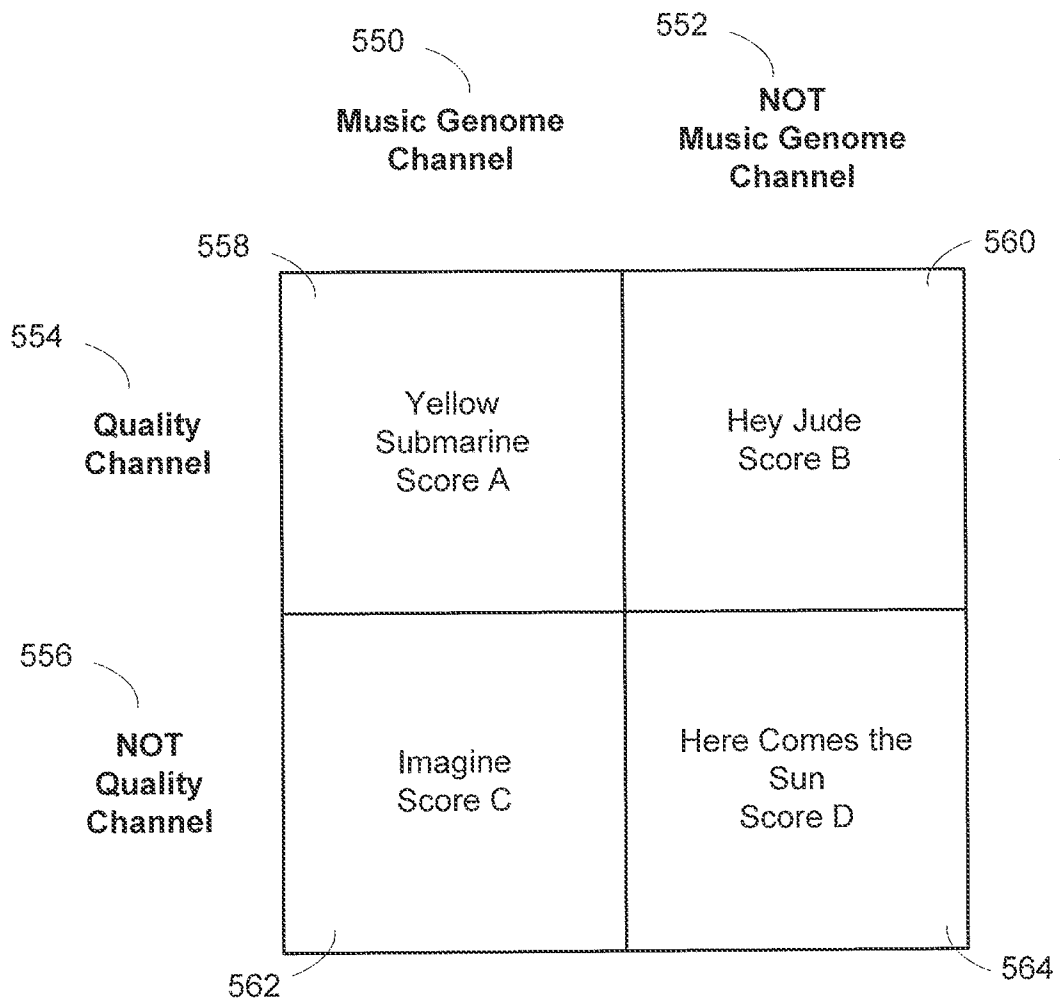 550
552
Music Genome
Channel
NOT
Music Genome
Channel
558
560
554
Quality
Channel
Yellow
Submarine
Score A
Hey Jude
Score B
556
NOT
Quality
Channel
Imagine
Score C
Here Comes the
Sun
Score D
562
564